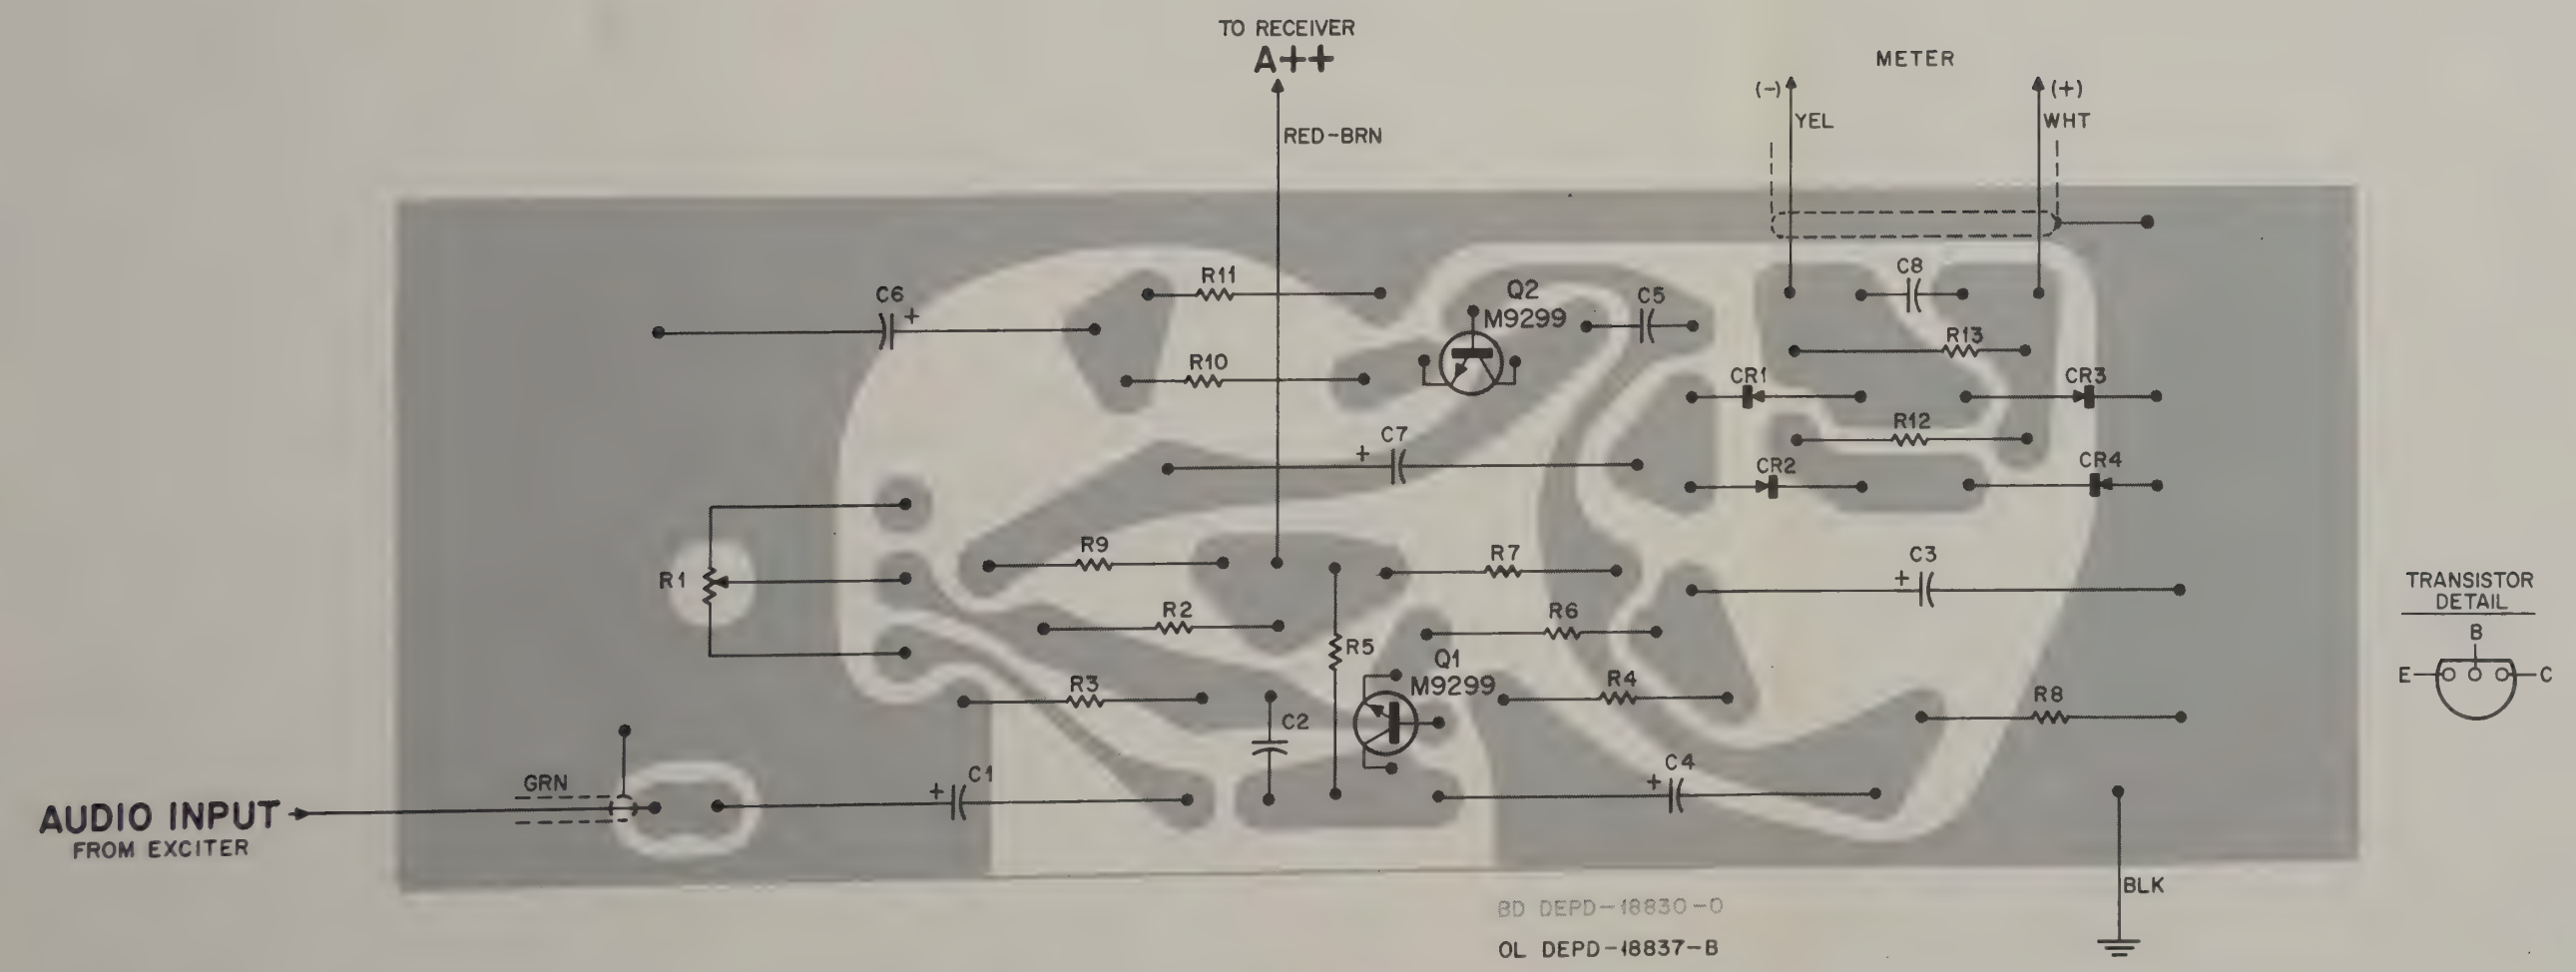 TO RECEIVER
A++
RED-BRN
METER
(-)
(+)
YEL
WHT
R11
C6
+
Q2
M9299
C5
C8
R13
R10
CR1
CR3
R12
C7
+
CR2
CR4
R9
R7
C3
+
R1
R2
R6
R5
Q1
M9299
R3
R4
R8
C2
C4
+
C1
+
GRN
AUDIO INPUT
FROM EXCITER
TRANSISTOR
DETAIL
B
E
C
BLK
BD DEPD-18830-0
OL DEPD-18837-B